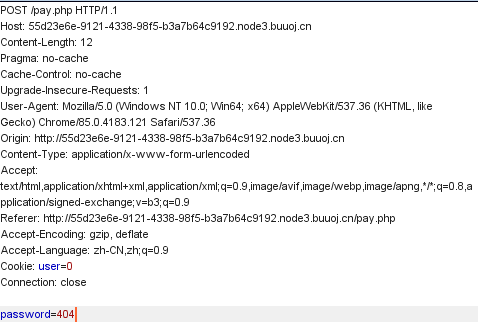 POST /pay.php HTTP/1.1
Host: 55d23e6e-9121-4338-98f5-b3a7b64c9192.node3.buuoj.cn
Content-Length: 12
Pragma: no-cache
Cache-Control: no-cache
Upgrade-Insecure-Requests: 1
User-Agent: Mozilla/5.0 (Windows NT 10.0; Win64; x64) AppleWebKit/537.36 (KHTML, like
Gecko) Chrome/85.0.4183.121 Safari/537.36
Origin: http://55d23e6e-9121-4338-98f5-b3a7b64c9192.node3.buuoj.cn
Content-Type: application/x-www-form-urlencoded
Accept:
text/html,application/xhtml+xml,application/xml;q=0.9,image/avif,image/webp,image/apng,*/*;q=0.8,a
pplication/signed-exchange;v=b3;q=0.9
Referer: http://55d23e6e-9121-4338-98f5-b3a7b64c9192.node3.buuoj.cn/pay.php
Accept-Encoding: gzip, deflate
Accept-Language: zh-CN,zh;q=0.9
Cookie: user=0
Connection: close
password=404